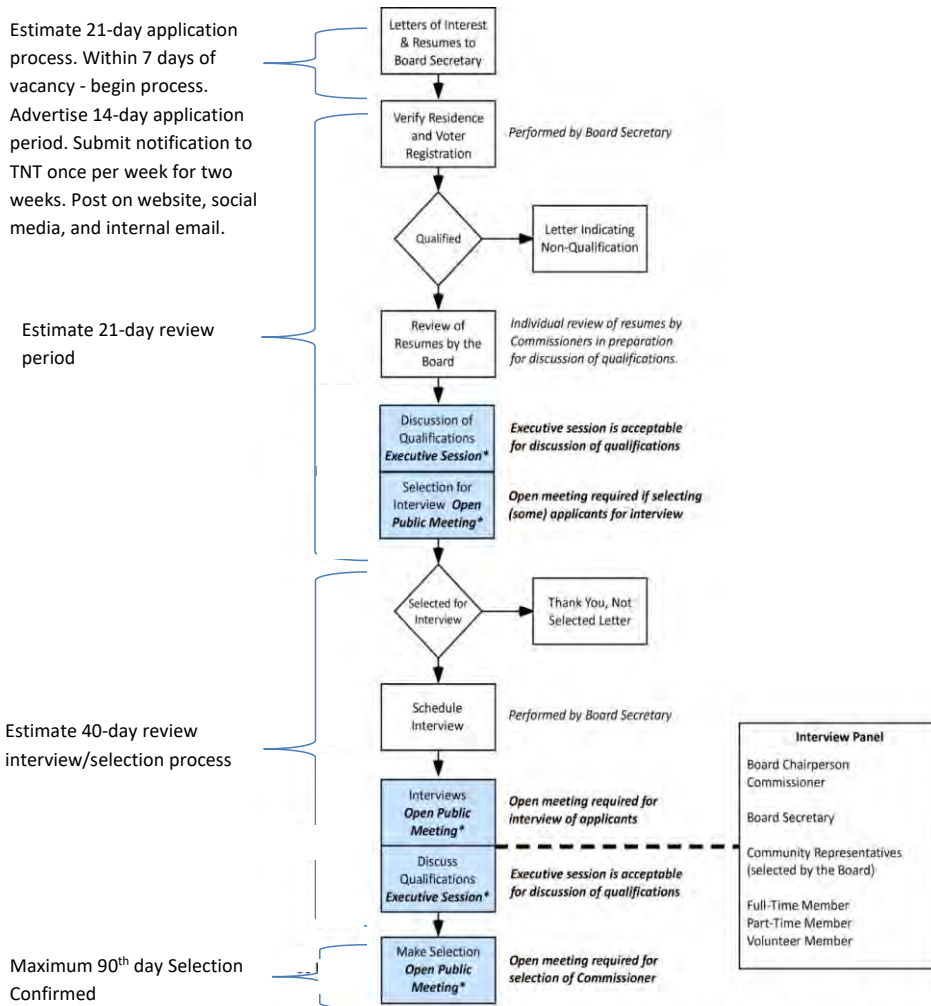 Estimate 21-day application
process. Within 7 days of
vacancy - begin process.
Advertise 14-day application
period. Submit notification to
TNT once per week for two
weeks. Post on website, social
media, and internal email.
Letters of Interest
& Resumes to
Board Secretary
Verify Residence
and Voter
Registration
Performed by Board Secretary
Qualified
Letter Indicating
Non-Qualification
Estimate 21-day review
period
Review of
Resumes by the
Board
Individual review of resumes by
Commissioners in preparation
for discussion of qualifications.
Discussion of
Qualifications
Executive Session*
Executive session is acceptable
for discussion of qualifications
Selection for
Interview Open
Public Meeting*
Open meeting required if selecting
(some) applicants for interview
Selected for
Interview
Thank You, Not
Selected Letter
Estimate 40-day review
interview/selection process
Schedule
Interview
Performed by Board Secretary
Interviews
Open Public
Meeting*
Open meeting required for
interview of applicants
Discuss
Qualifications
Executive Session*
Executive session is acceptable
for discussion of qualifications
Interview Panel
Board Chairperson
Commissioner
Board Secretary
Community Representatives
(selected by the Board)
Full-Time Member
Part-Time Member
Volunteer Member
Maximum 90th day Selection
Confirmed
Make Selection
Open Public
Meeting*
Open meeting required for
selection of Commissioner